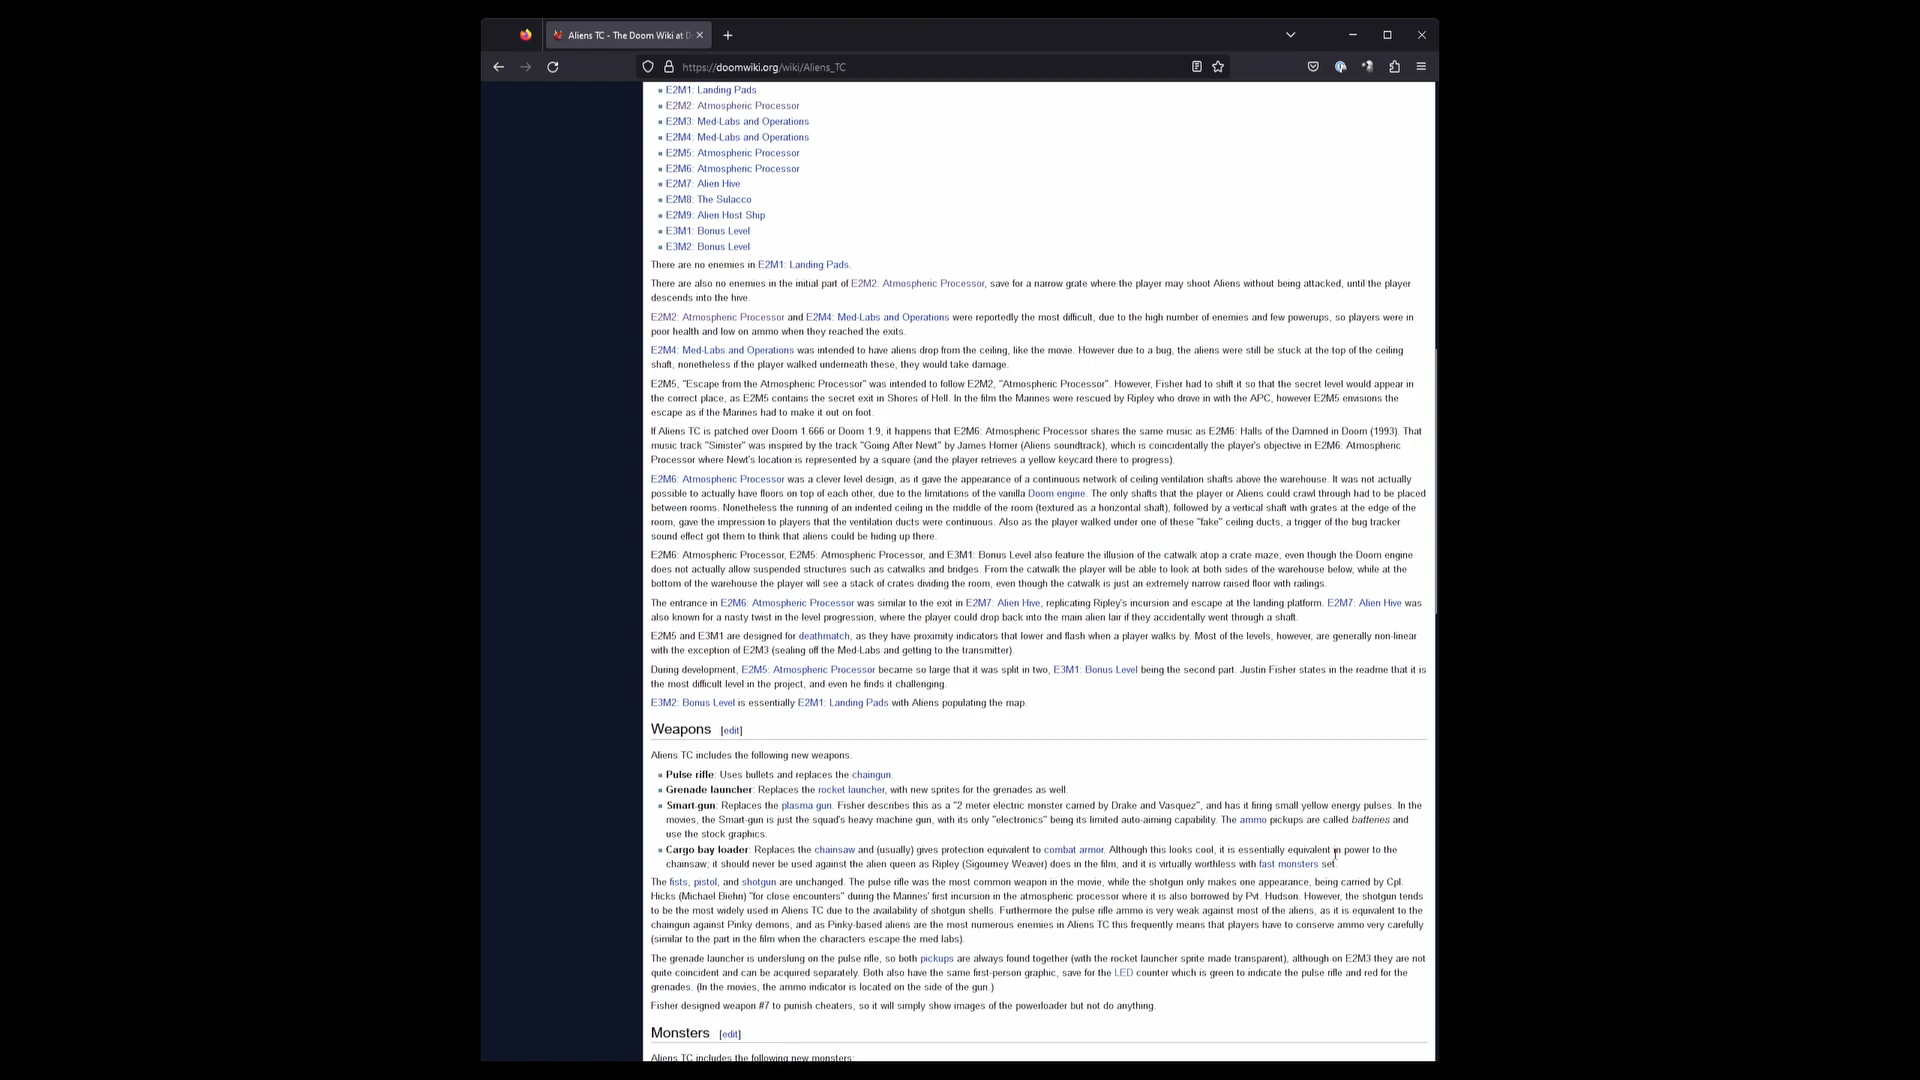 Aliens TC - The Doom Wiki at D
https://doomwiki.org/wiki/Aliens_TC
E2M1: Landing Pads
E2M2: Atmospheric Processor
E2M3: Med-Labs and Operations
E2M4: Med-Labs and Operations
E2M5: Atmospheric Processor
E2M6: Atmospheric Processor
E2M7: Alien Hive
E2M8: The Sulacco
E2M9: Alien Host Ship
E3M1: Bonus Level
E3M2: Bonus Level
There are no enemies in E2M1: Landing Pads.
There are also no enemies in the initial part of E2M2: Atmospheric Processor, save for a narrow grate where the player may shoot Aliens without being attacked, until the player
descends into the hive.
E2M2: Atmospheric Processor and E2M4: Med-Labs and Operations were reportedly the most difficult, due to the high number of enemies and few powerups, so players were in
poor health and low on ammo when they reached the exits.
E2M4: Med-Labs and Operations was intended to have aliens drop from the ceiling, like the movie. However due to a bug, the aliens were still be stuck at the top of the ceiling
shaft, nonetheless if the player walked underneath these, they would take damage.
E2M5, "Escape from the Atmospheric Processor" was intended to follow E2M2, "Atmospheric Processor". However, Fisher had to shift it so that the secret level would appear in
the correct place, as E2M5 contains the secret exit in Shores of Hell. In the film the Marines were rescued by Ripley who drove in with the APC, however E2M5 envisions the
escape as if the Marines had to make it out on foot.
If Aliens TC is patched over Doom 1.666 or Doom 1.9, it happens that E2M6: Atmospheric Processor shares the same music as E2M6: Halls of the Damned in Doom (1993). That
music track "Sinister" was inspired by the track "Going After Newt" by James Horner (Aliens soundtrack), which is coincidentally the player's objective in E2M6: Atmospheric
Processor where Newt's location is represented by a square (and the player retrieves a yellow keycard there to progress).
E2M6: Atmospheric Processor was a clever level design, as it gave the appearance of a continuous network of ceiling ventilation shafts above the warehouse. It was not actually
possible to actually have floors on top of each other, due to the limitations of the vanilla Doom engine. The only shafts that the player or Aliens could crawl through had to be placed
between rooms. Nonetheless the running of an indented ceiling in the middle of the room (textured as a horizontal shaft), followed by a vertical shaft with grates at the edge of the
room, gave the impression to players that the ventilation ducts were continuous. Also as the player walked under one of these "fake" ceiling ducts, a trigger of the bug tracker
sound effect got them to think that aliens could be hiding up there.
E2M6: Atmospheric Processor, E2M5: Atmospheric Processor, and E3M1: Bonus Level also feature the illusion of the catwalk atop a crate maze, even though the Doom engine
does not actually allow suspended structures such as catwalks and bridges. From the catwalk the player will be able to look at both sides of the warehouse below, while at the
bottom of the warehouse the player will see a stack of crates dividing the room, even though the catwalk is just an extremely narrow raised floor with railings.
The entrance in E2M6: Atmospheric Processor was similar to the exit in E2M7: Alien Hive, replicating Ripley's incursion and escape at the landing platform. E2M7: Alien Hive was
also known for a nasty twist in the level progression, where the player could drop back into the main alien lair if they accidentally went through a shaft.
E2M5 and E3M1 are designed for deathmatch, as they have proximity indicators that lower and flash when a player walks by. Most of the levels, however, are generally non-linear
with the exception of E2M3 (sealing off the Med-Labs and getting to the transmitter).
During development, E2M5: Atmospheric Processor became so large that it was split in two, E3M1: Bonus Level being the second part. Justin Fisher states in the readme that it is
the most difficult level in the project, and even he finds it challenging.
E3M2: Bonus Level is essentially E2M1: Landing Pads with Aliens populating the map.
Weapons [edit]
Aliens TC includes the following new weapons.
Pulse rifle: Uses bullets and replaces the chaingun.
Grenade launcher: Replaces the rocket launcher, with new sprites for the grenades as well.
Smart-gun: Replaces the plasma gun. Fisher describes this as a "2 meter electric monster carried by Drake and Vasquez", and has it firing small yellow energy pulses. In the
movies, the Smart-gun is just the squad's heavy machine gun, with its only "electronics" being its limited auto-aiming capability. The ammo pickups are called batteries and
use the stock graphics.
Cargo bay loader: Replaces the chainsaw and (usually) gives protection equivalent to combat armor. Although this looks cool, it is essentially equivalent in power to the
chainsaw; it should never be used against the alien queen as Ripley (Sigourney Weaver) does in the film, and it is virtually worthless with fast monsters set.
The fists, pistol, and shotgun are unchanged. The pulse rifle was the most common weapon in the movie, while the shotgun only makes one appearance, being carried by Cpl.
Hicks (Michael Biehn) "for close encounters" during the Marines' first incursion in the atmospheric processor where it is also borrowed by Pvt. Hudson. However, the shotgun tends
to be the most widely used in Aliens TC due to the availability of shotgun shells. Furthermore the pulse rifle ammo is very weak against most of the aliens, as it is equivalent to the
chaingun against Pinky demons, and as Pinky-based aliens are the most numerous enemies in Aliens TC this frequently means that players have to conserve ammo very carefully
(similar to the part in the film when the characters escape the med labs).
The grenade launcher is underslung on the pulse rifle, so both pickups are always found together (with the rocket launcher sprite made transparent), although on E2M3 they are not
quite coincident and can be acquired separately. Both also have the same first-person graphic, save for the LED counter which is green to indicate the pulse rifle and red for the
grenades. (In the movies, the ammo indicator is located on the side of the gun.)
Fisher designed weapon #7 to punish cheaters, so it will simply show images of the powerloader but not do anything.
Monsters [edit]
Aliens TC includes the following new monsters: